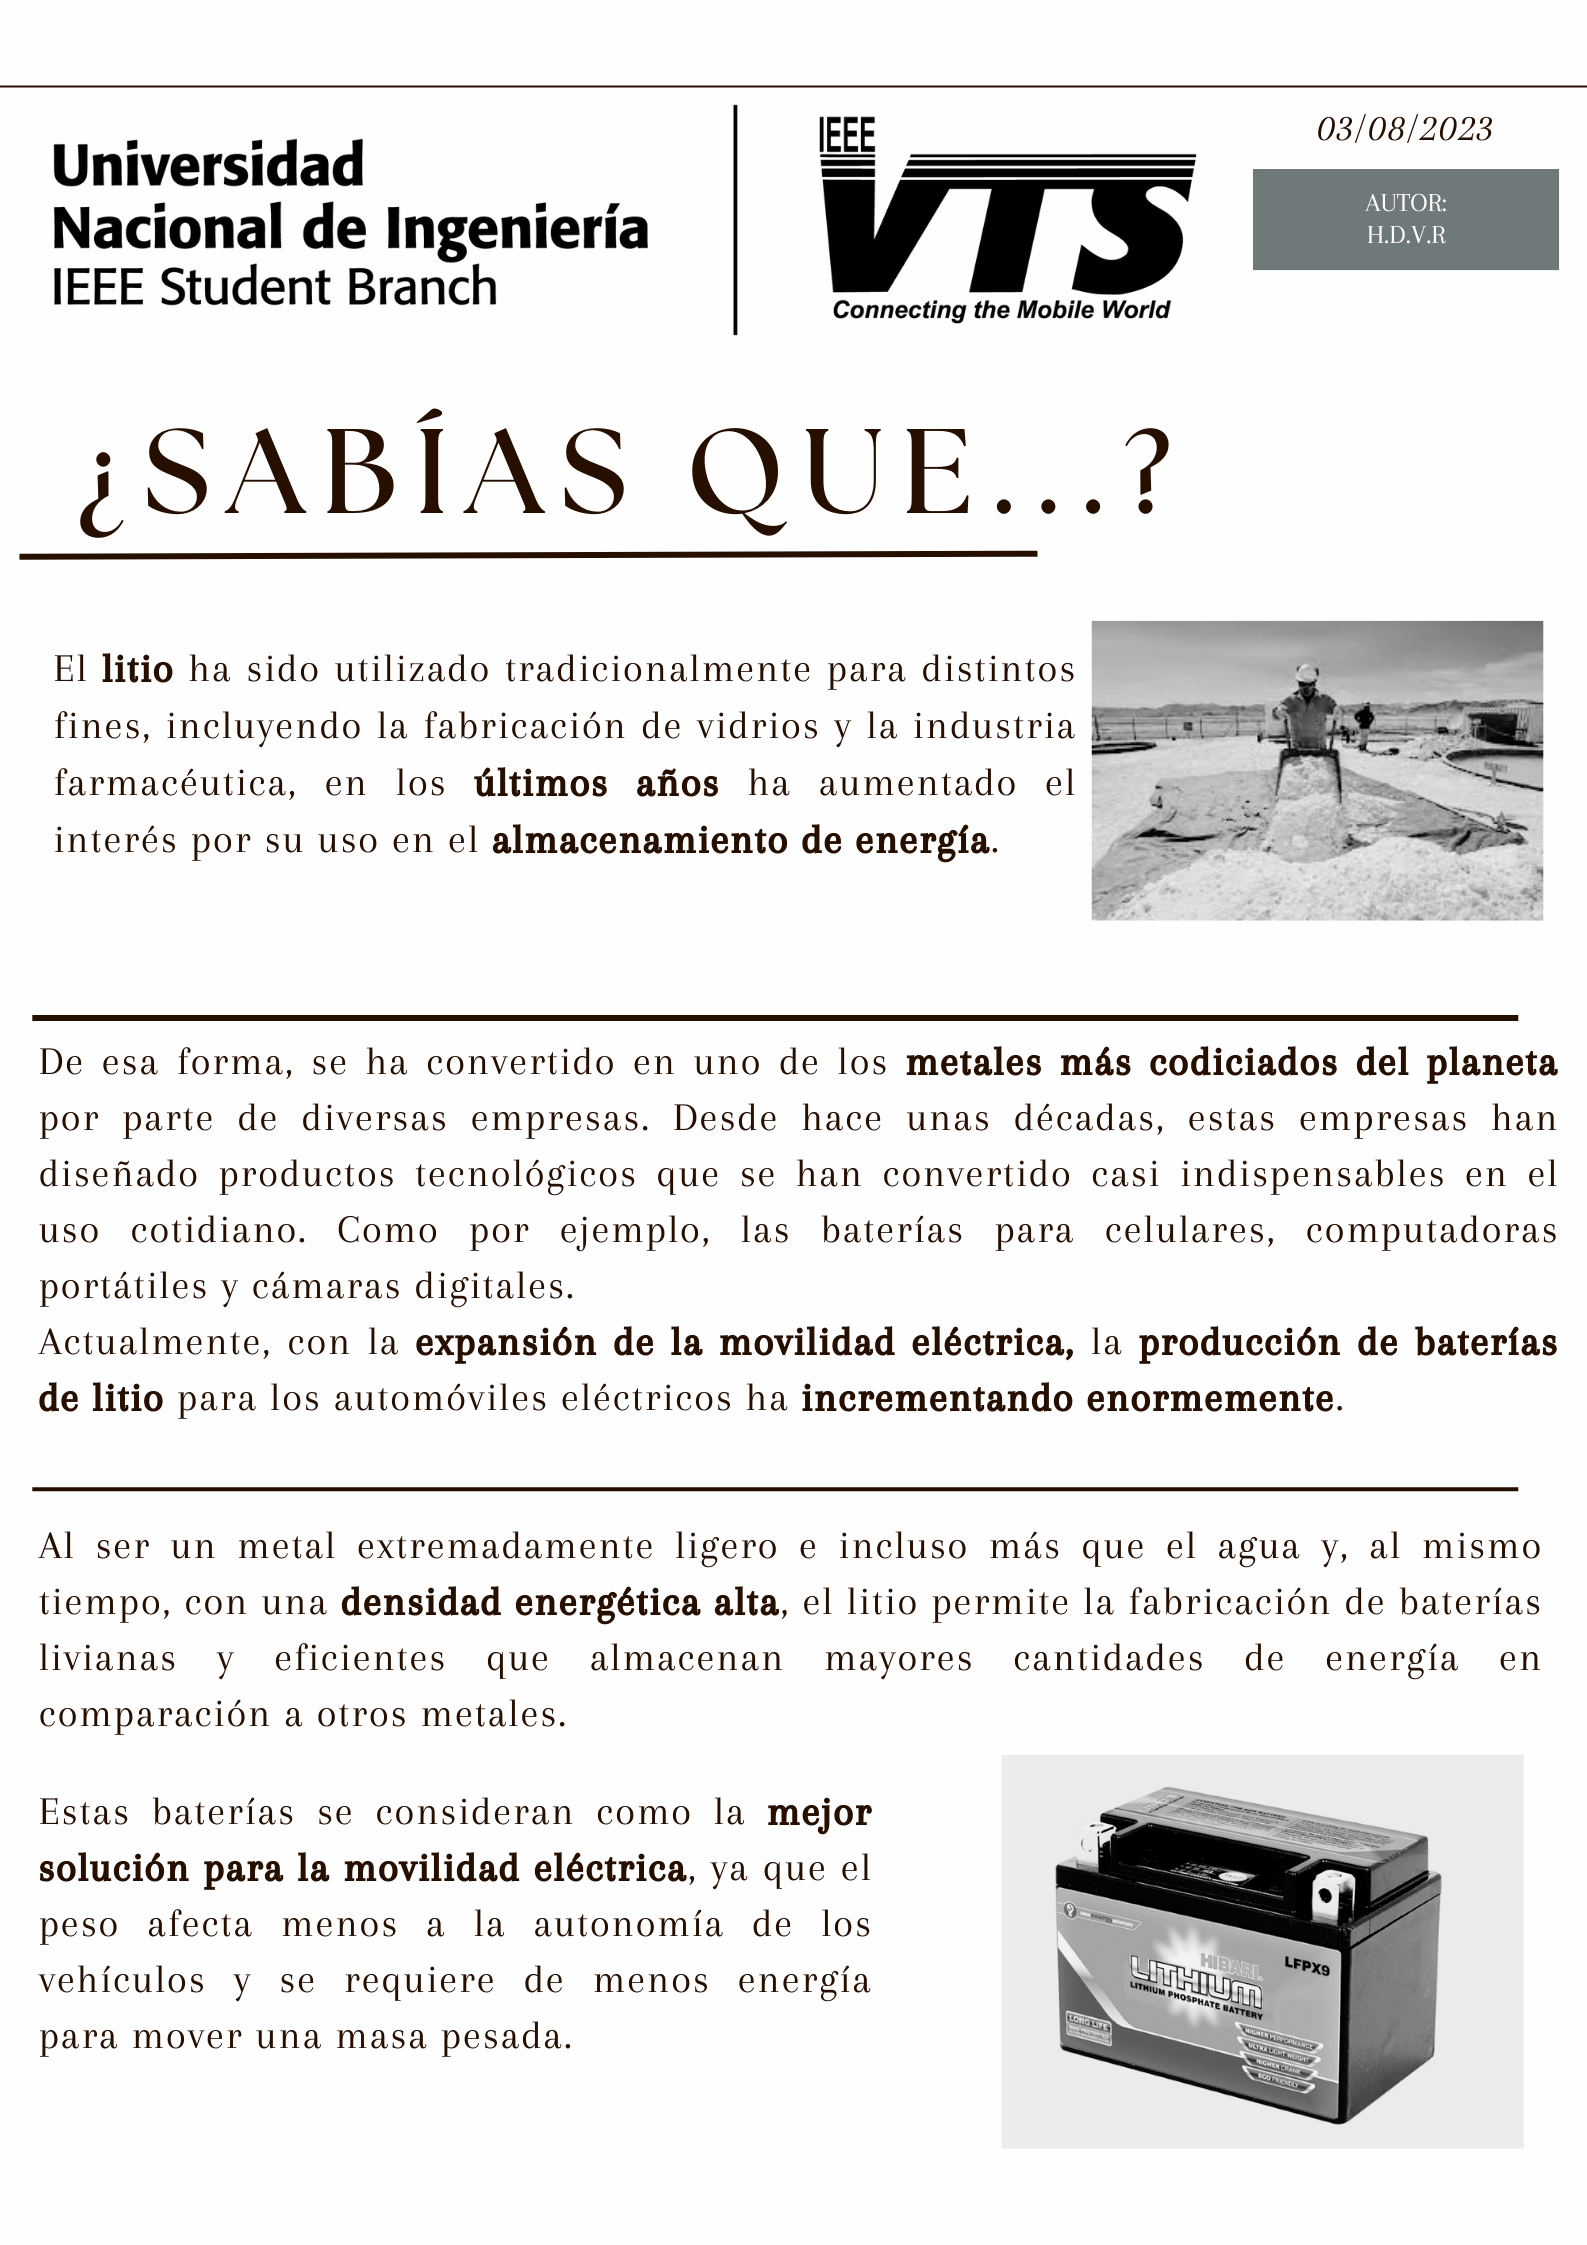 Universidad
Nacional de Ingeniería
IEEE Student Branch
IEEE
VTS
Connecting the Mobile World
03/08/2023
AUTOR:
H.D.V.R
¿SABÍAS QUE...?
El litio ha sido utilizado tradicionalmente para distintos
fines, incluyendo la fabricación de vidrios y la industria
farmacéutica, en los últimos años ha aumentado el
interés por su uso en el almacenamiento de energía.
De esa forma, se ha convertido en uno de los metales más codiciados del planeta
por parte de diversas empresas. Desde hace unas décadas, estas empresas han
diseñado productos tecnológicos que se han convertido casi indispensables en el
uso cotidiano. Como por ejemplo, las baterías para celulares, computadoras
portátiles y cámaras digitales.
Actualmente, con la expansión de la movilidad eléctrica, la producción de baterías
de litio para los automóviles eléctricos ha incrementando enormemente.
Al ser un metal extremadamente ligero e incluso más que el agua y, al mismo
tiempo, con una densidad energética alta, el litio permite la fabricación de baterías
livianas y eficientes que almacenan mayores cantidades de energía en
comparación a otros metales.
Estas baterías se consideran como la mejor
solución para la movilidad eléctrica, ya que el
peso afecta menos a la autonomía de los
vehículos y se requiere de menos energía
para mover una masa pesada.
HIBARI
LITHIUM
LITHIUM PHOSPHATE BATTERY
LFPX9
LONG LIFE
HIGHER PERFORMANCE
ULTRA LIGHT WEIGHT
HIGHER CRANK
ECO FRIENDLY